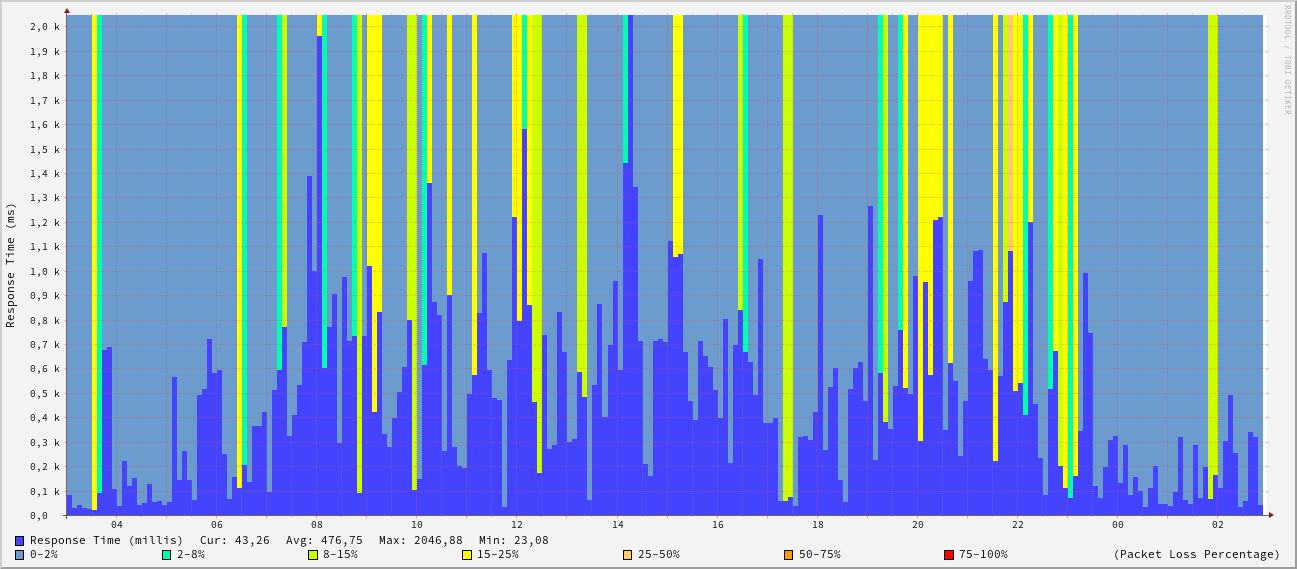 RRDTOOL / TOBI OETIKER
Response Time (ms)
2,0 k
1,9 k
1,8 k
1,7 k
1,6 k
1,5 k
1,4 k
1,3 k
1,2 k
1,1 k
1,0 k
0,9 k
0,8 k
0,7 k
0,6 k
0,5 k
0,4 k
0,3 k
0,2 k
0,1 k
0,0
04 06 08 10 12 14 16 18 20 22 00 02
Response Time (millis) Cur: 43,26 Avg: 476,75 Max: 2046,88 Min: 23,08
0-2% 2-8% 8-15% 15-25% 25-50% 50-75% 75-100% (Packet Loss Percentage)